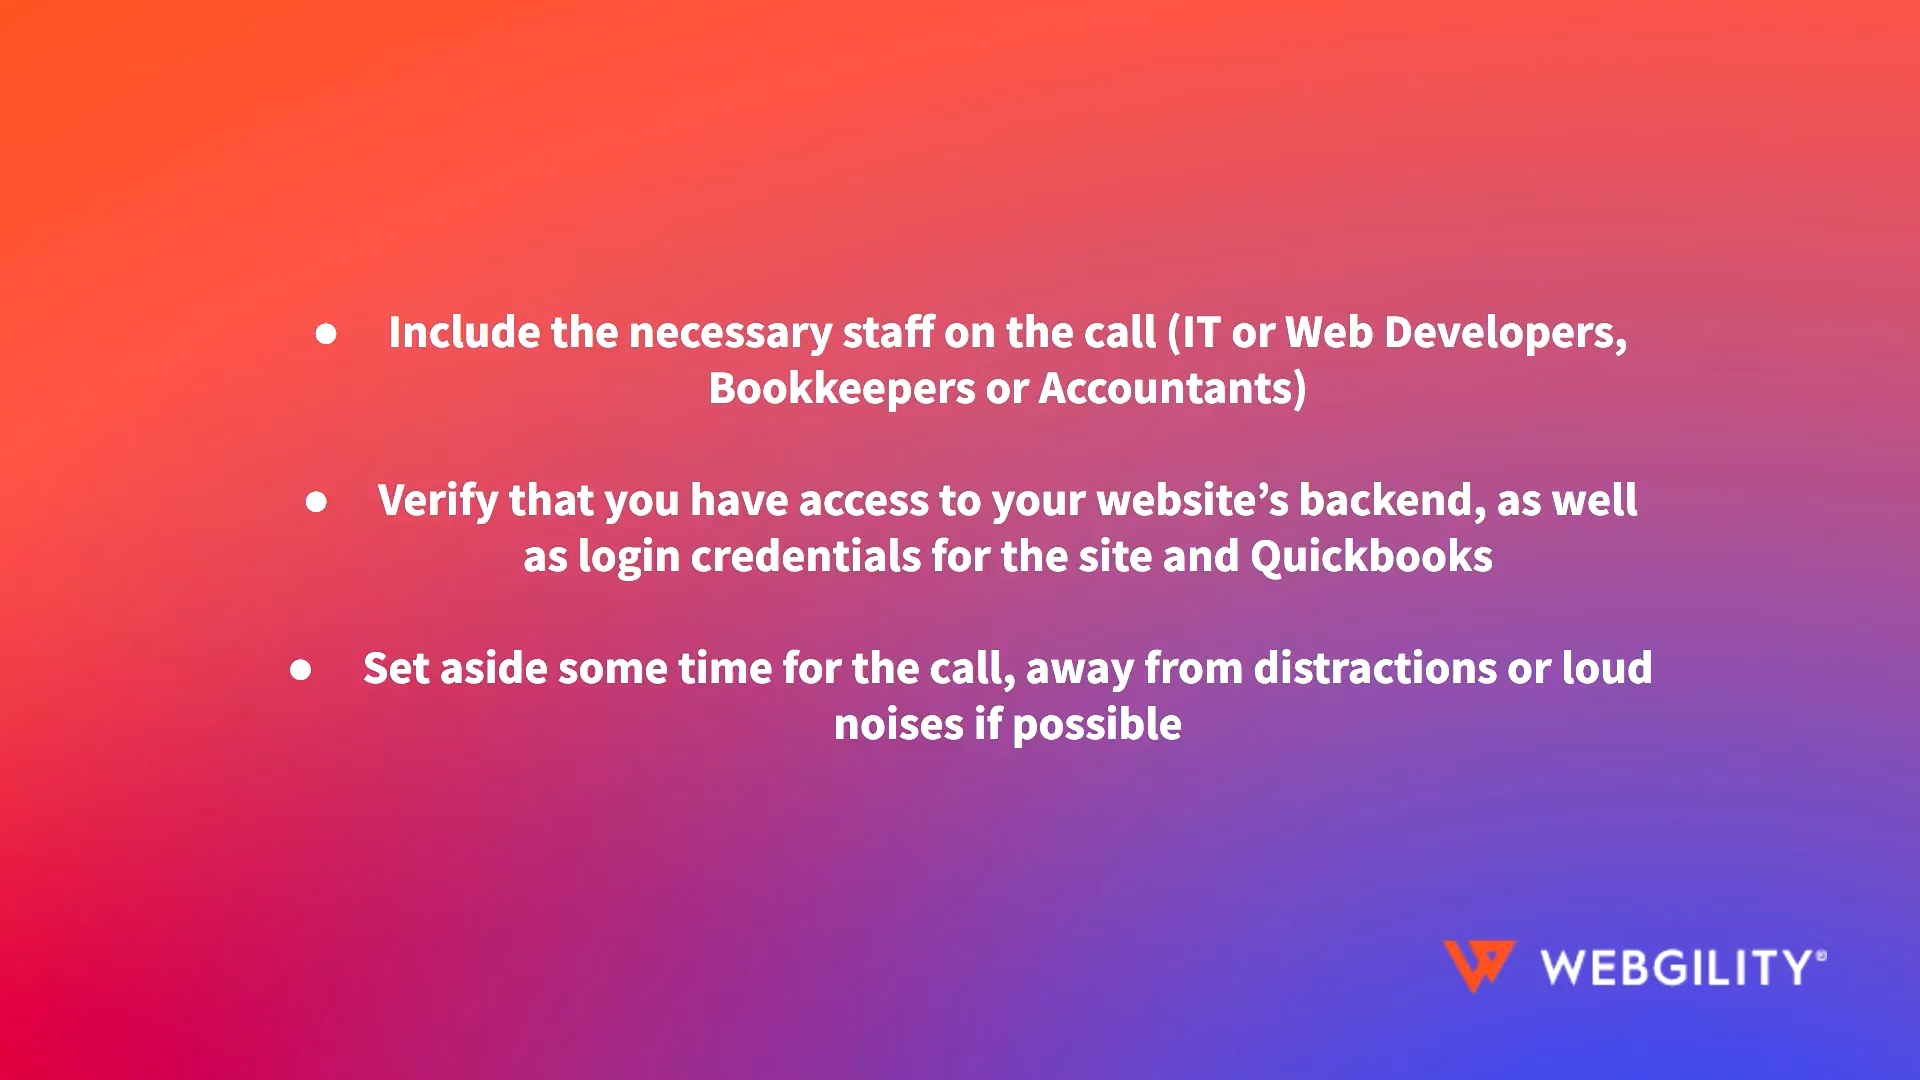 ● Include the necessary staff on the call (IT or Web Developers,
Bookkeepers or Accountants)
● Verify that you have access to your website’s backend, as well
as login credentials for the site and Quickbooks
● Set aside some time for the call, away from distractions or loud
noises if possible
WEBGILITY®